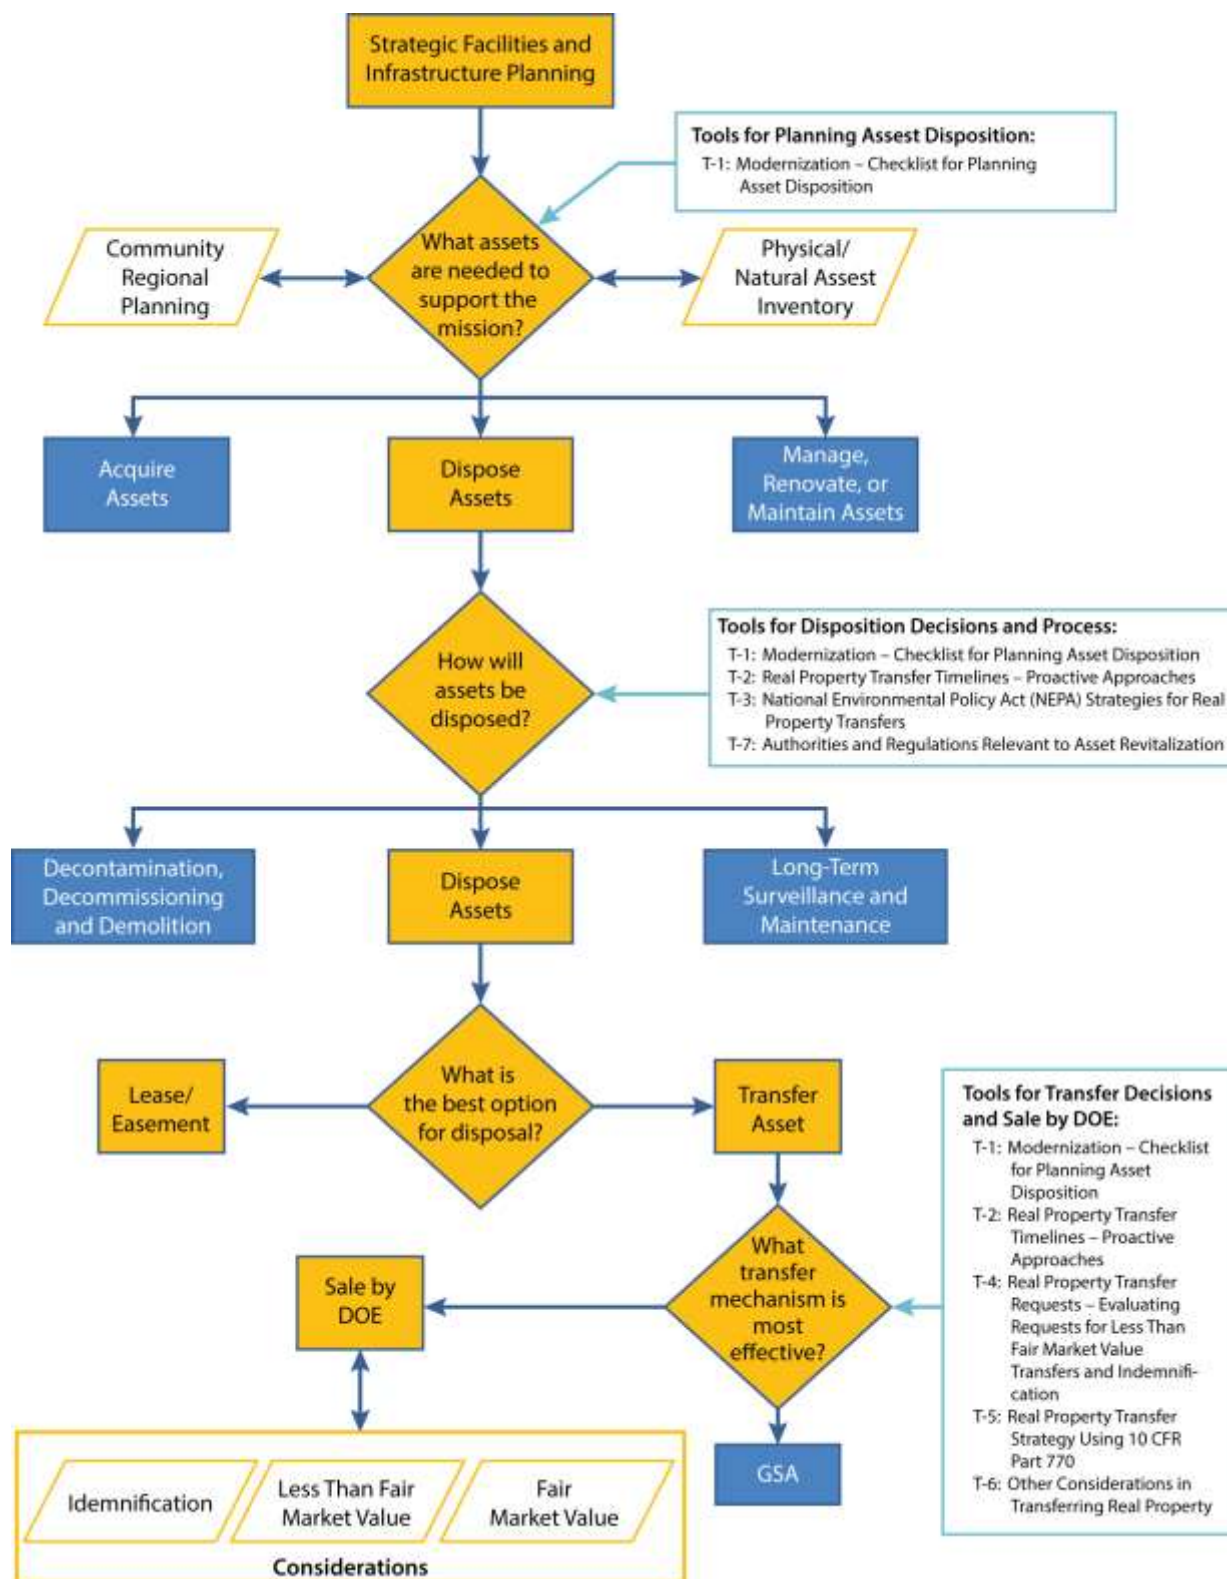 Strategic Facilities and
Infrastructure Planning
Tools for Planning Assest Disposition:
T-1: Modernization – Checklist for Planning
Asset Disposition
Community
Regional
Planning
What assets
are needed to
support the
mission?
Physical/
Natural Assest
Inventory
Acquire
Assets
Dispose
Assets
Manage,
Renovate, or
Maintain Assets
How will
assets be
disposed?
Tools for Disposition Decisions and Process:
T-1: Modernization – Checklist for Planning Asset Disposition
T-2: Real Property Transfer Timelines – Proactive Approaches
T-3: National Environmental Policy Act (NEPA) Strategies for Real
Property Transfers
T-7: Authorities and Regulations Relevant to Asset Revitalization
Decontamination,
Decommissioning
and Demolition
Dispose
Assets
Long-Term
Surveillance and
Maintenance
Lease/
Easement
What is
the best option
for disposal?
Transfer
Asset
Tools for Transfer Decisions
and Sale by DOE:
T-1: Modernization – Checklist
for Planning Asset
Disposition
T-2: Real Property Transfer
Timelines – Proactive
Approaches
T-4: Real Property Transfer
Requests – Evaluating
Requests for Less Than
Fair Market Value
Transfers and Indemnifi-
cation
T-5: Real Property Transfer
Strategy Using 10 CFR
Part 770
T-6: Other Considerations in
Transferring Real Property
Sale by
DOE
What
transfer
mechanism is
most
effective?
GSA
Idemnification
Less Than Fair
Market Value
Fair
Market Value
Considerations